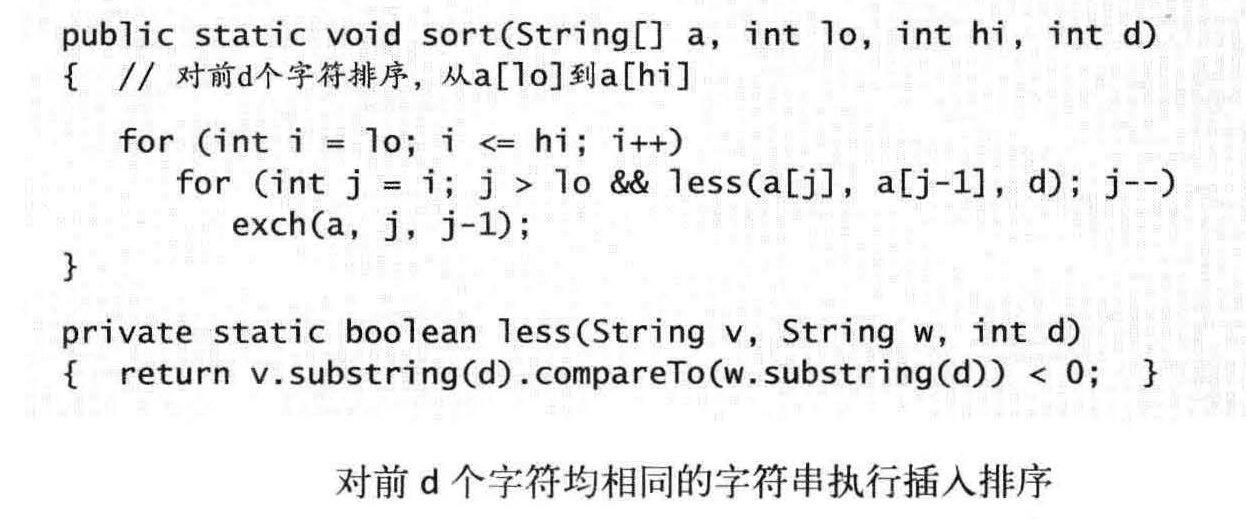 public static void sort(String[] a, int lo, int hi, int d)
{  // 对前d个字符排序，从a[lo]到a[hi]
   for (int i = lo; i <= hi; i++)
      for (int j = i; j > lo && less(a[j], a[j-1], d); j--)
         exch(a, j, j-1);
}
private static boolean less(String v, String w, int d)
{  return v.substring(d).compareTo(w.substring(d)) < 0;  }
对前 d 个字符均相同的字符串执行插入排序